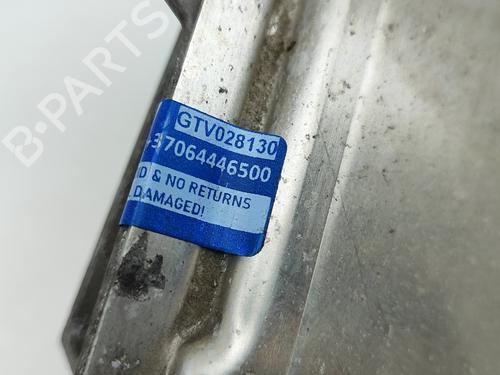 GTV028130
+37064446500
D & NO RETURNS
DAMAGED!
B-PARTS